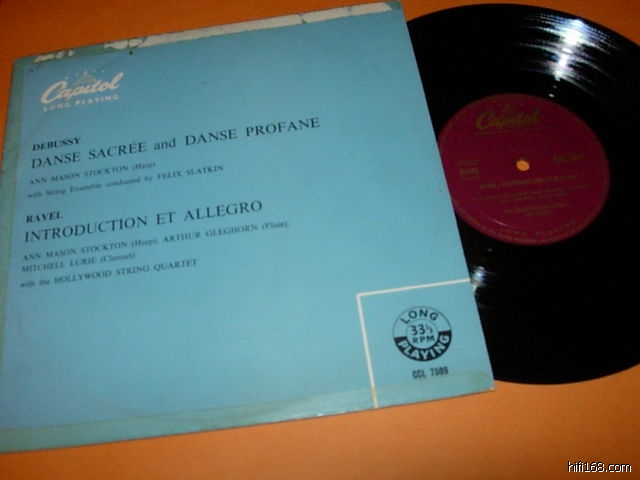 Capitol
LONG PLAYING
DEBUSSY
DANSE SACRÉE and DANSE PROFANE
ANN MASON STOCKTON (Harp)
with String Ensemble conducted by FELIX SLATKIN
RAVEL
INTRODUCTION ET ALLEGRO
ANN MASON STOCKTON (Harp); ARTHUR GLEGHORN (Flute);
MITCHELL LURIE (Clarinet)
with the HOLLYWOOD STRING QUARTET
LONG
33⅓
RPM
PLAYING
CCL 7509
Capitol
hifi168.com